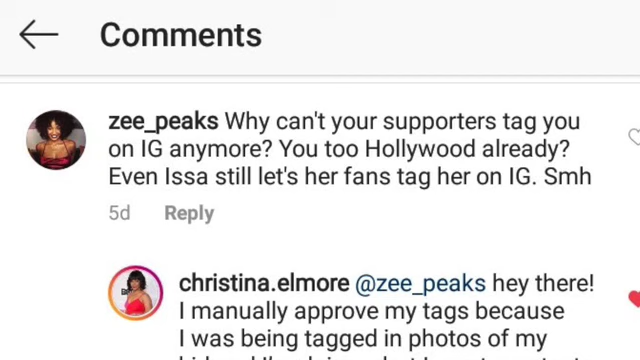 Comments
zee_peaks Why can't your supporters tag you
on IG anymore? You too Hollywood already?
Even Issa still let's her fans tag her on IG. Smh
5d Reply
christina.elmore @zee_peaks hey there!
I manually approve my tags because
I was being tagged in photos of my